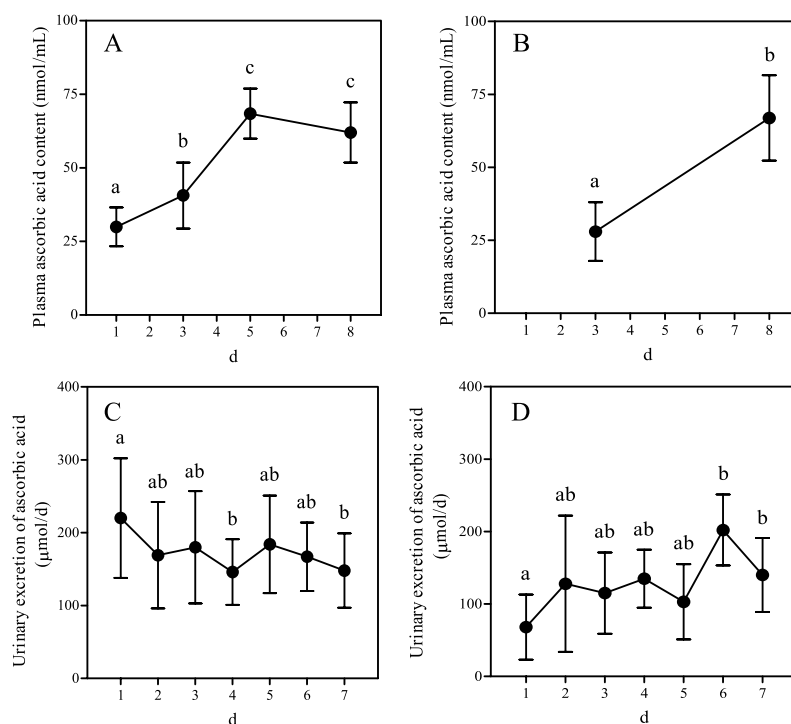 A
Plasma ascorbic acid content (nmol/mL)
100
75
50
25
0
a
b
c
c
1 2 3 4 5 6 7 8
d
B
Plasma ascorbic acid content (nmol/mL)
100
75
50
25
0
a
b
1 2 3 4 5 6 7 8
d
C
Urinary excretion of ascorbic acid
(µmol/d)
400
300
200
100
0
a
ab
ab
b
ab
ab
b
1 2 3 4 5 6 7
d
D
Urinary excretion of ascorbic acid
(µmol/d)
400
300
200
100
0
a
ab
ab
ab
ab
b
b
1 2 3 4 5 6 7
d